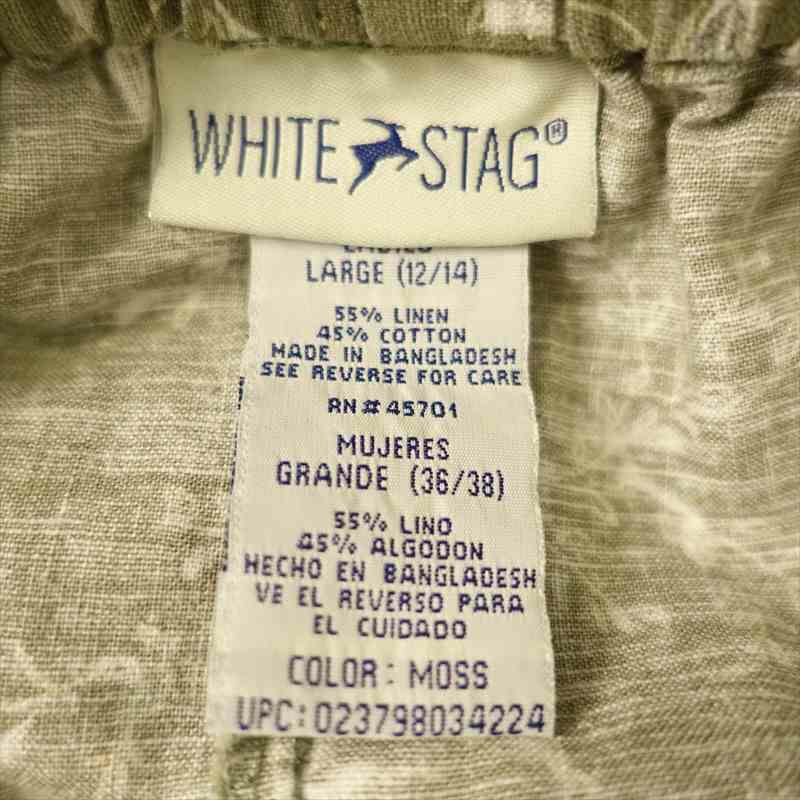 WHITE STAG®
LADIES
LARGE (12/14)
55% LINEN
45% COTTON
MADE IN BANGLADESH
SEE REVERSE FOR CARE
RN# 45701
MUJERES
GRANDE (36/38)
55% LINO
45% ALGODON
HECHO EN BANGLADESH
VE EL REVERSO PARA
EL CUIDADO
COLOR: MOSS
UPC:023798034224